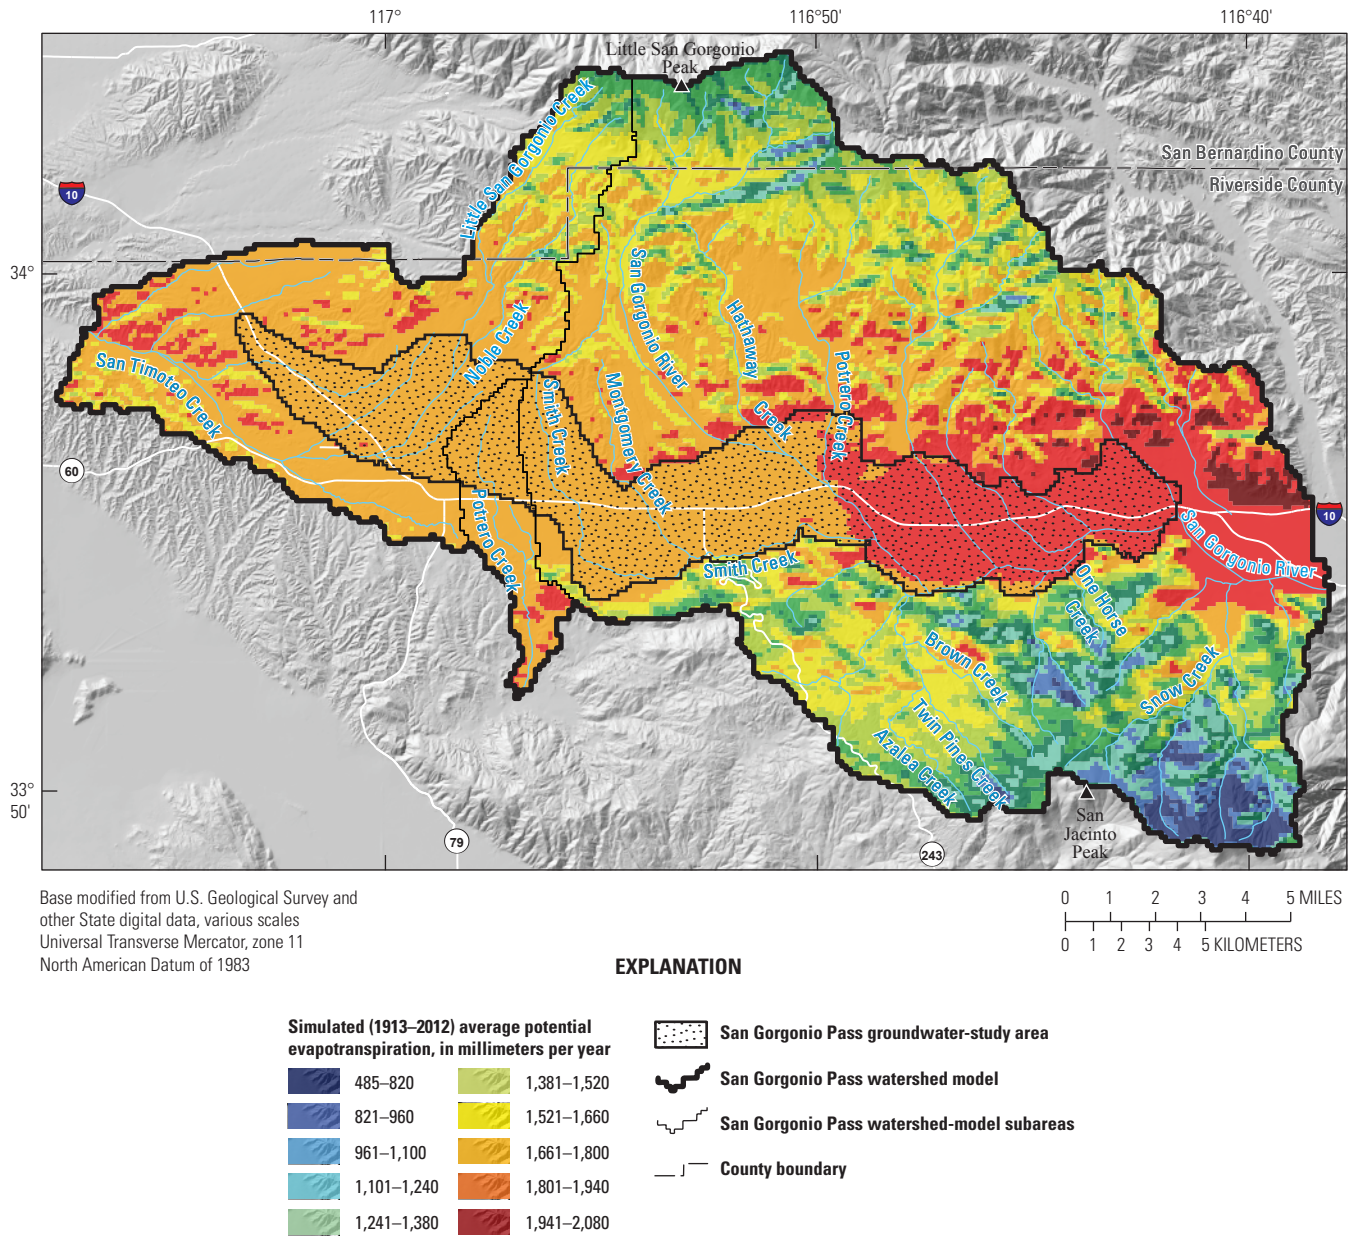 117°
116°50'
116°40'
Little San Gorgonio
Peak
Little San Gorgonio Creek
San Bernardino County
Riverside County
10
34°
San Gorgonio River
Noble Creek
Hathaway
Creek
Potrero Creek
San Timoteo Creek
Smith Creek
Montgomery Creek
60
Potrero Creek
10
San Gorgonio River
Smith Creek
One Horse
Creek
Brown Creek
Snow Creek
Twin Pines Creek
Azalea Creek
33°
50'
San
Jacinto
Peak
79
243
Base modified from U.S. Geological Survey and
other State digital data, various scales
Universal Transverse Mercator, zone 11
North American Datum of 1983
0 1 2 3 4 5 MILES
0 1 2 3 4 5 KILOMETERS
EXPLANATION
Simulated (1913–2012) average potential
evapotranspiration, in millimeters per year
485–820
821–960
961–1,100
1,101–1,240
1,241–1,380
1,381–1,520
1,521–1,660
1,661–1,800
1,801–1,940
1,941–2,080
San Gorgonio Pass groundwater-study area
San Gorgonio Pass watershed model
San Gorgonio Pass watershed-model subareas
County boundary